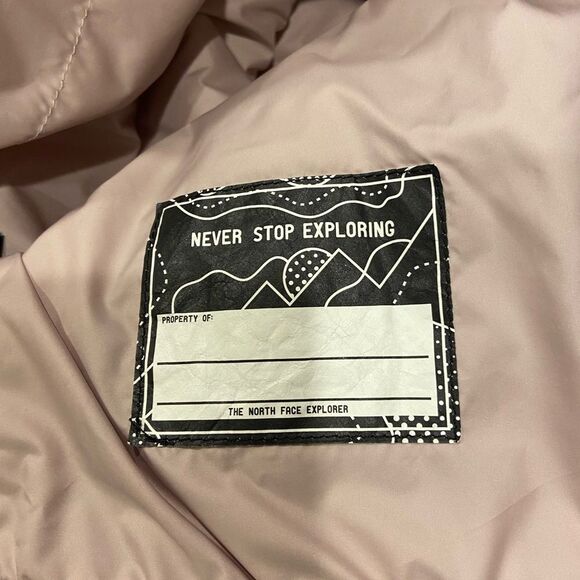 NEVER STOP EXPLORING
PROPERTY OF:
THE NORTH FACE EXPLORER